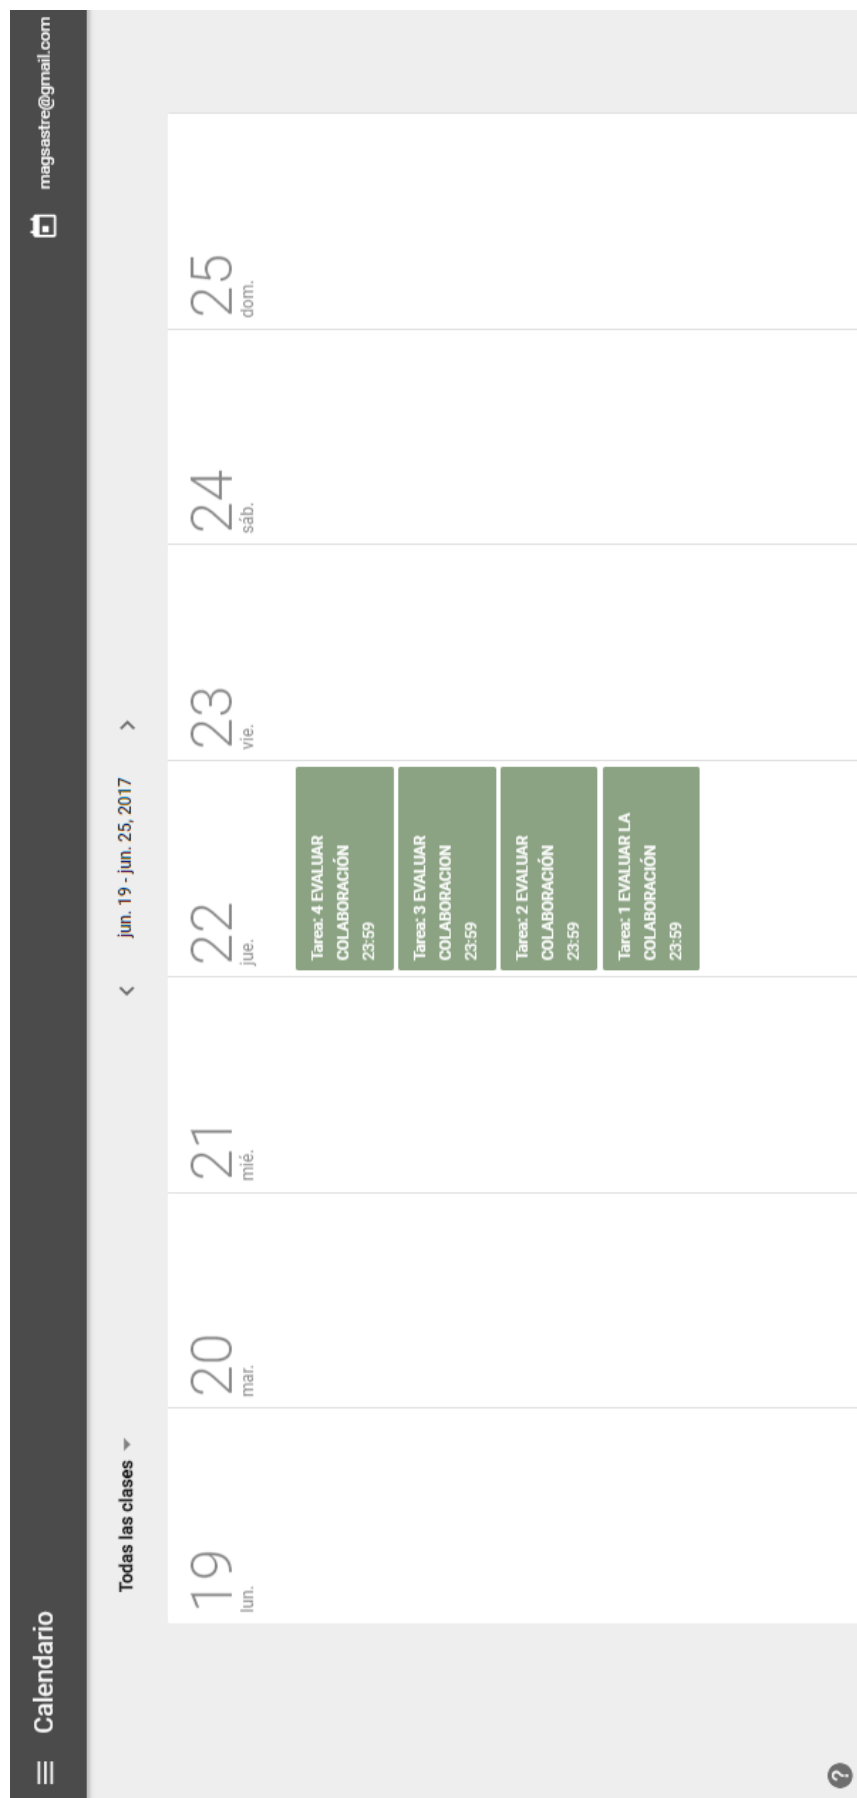 Calendario
magsastre@gmail.com
Todas las clases
jun. 19 - jun. 25, 2017
19
lun.
20
mar.
21
mié.
22
jue.
23
vie.
24
sáb.
25
dom.
Tarea: 4 EVALUAR
COLABORACIÓN
23:59
Tarea: 3 EVALUAR
COLABORACION
23:59
Tarea: 2 EVALUAR
COLABORACIÓN
23:59
Tarea: 1 EVALUAR LA
COLABORACIÓN
23:59
?